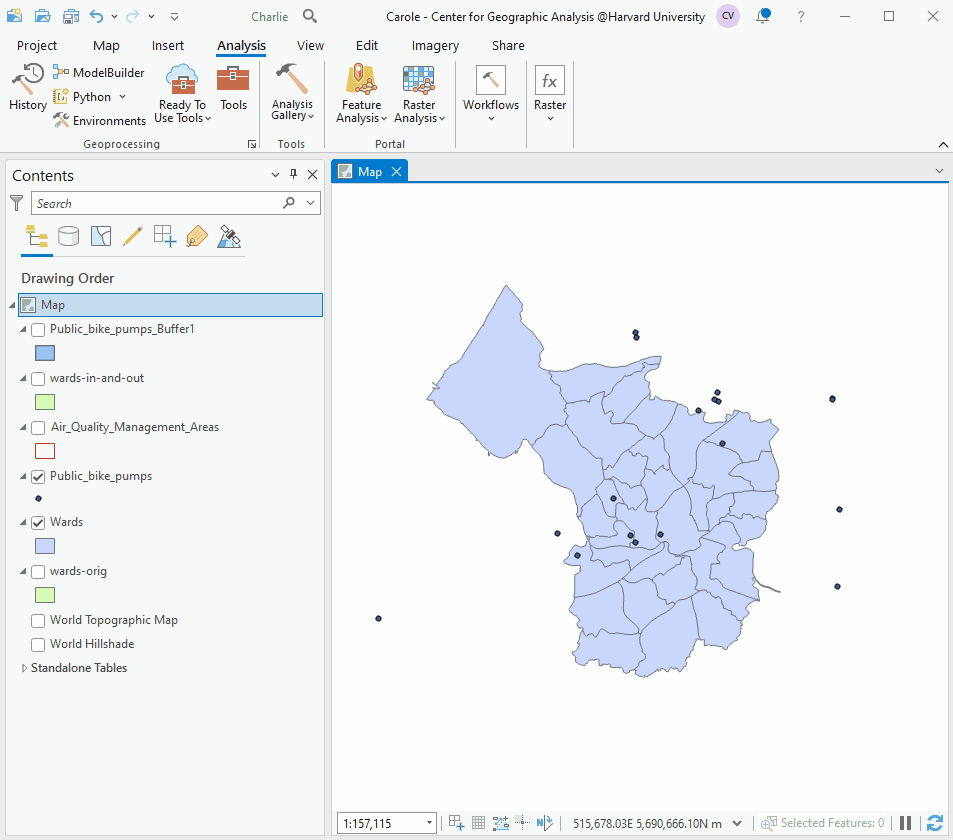 Charlie
Carole - Center for Geographic Analysis @Harvard University
CV
?
Project Map Insert Analysis View Edit Imagery Share
History
ModelBuilder
Python
Environments
Ready To
Use Tools
Tools
Analysis
Gallery
Feature
Analysis
Raster
Analysis
Workflows
fx
Raster
Geoprocessing
Tools
Portal
Contents
Search
Drawing Order
Map
Public_bike_pumps_Buffer1
wards-in-and-out
Air_Quality_Management_Areas
Public_bike_pumps
Wards
wards-orig
World Topographic Map
World Hillshade
Standalone Tables
Map
1:157,115
N
515,678.03E 5,690,666.10N m
Selected Features: 0